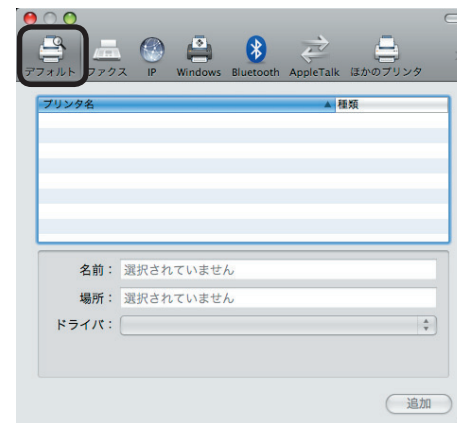 デフォルト ファクス IP Windows Bluetooth AppleTalk ほかのプリンタ
プリンタ名 種類
名前： 選択されていません
場所： 選択されていません
ドライバ：
追加